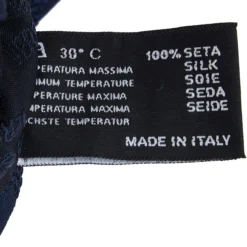 A 30° C
100% SETA
PERATURA MASSIMA
SILK
IMUM TEMPERATURE
SOIE
PERATURE MAXIMA
SEDA
PERATURA MAXIMA
SEIDE
CHSTE TEMPERATUR
MADE IN ITALY